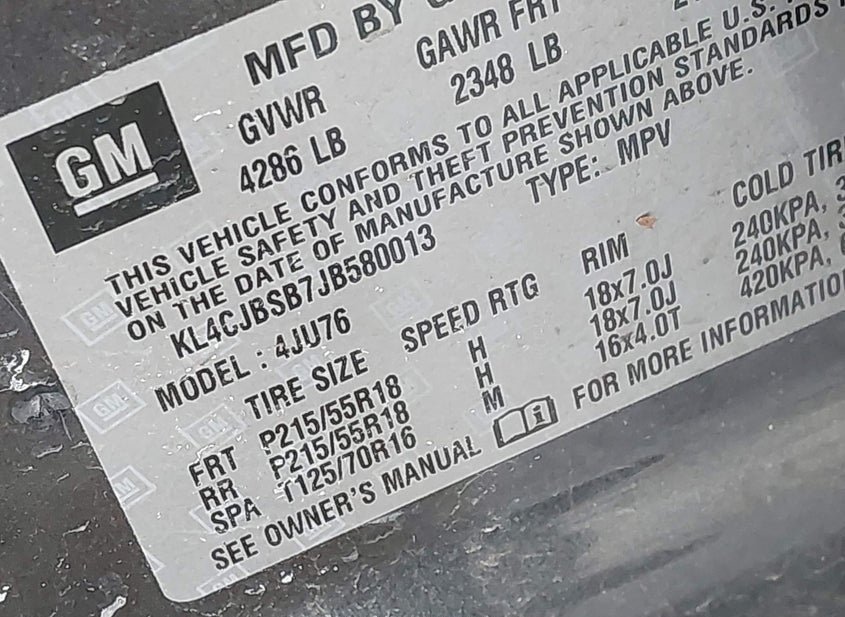 GM
MFD BY
GVWR GAWR FRT
4286 LB 2348 LB
THIS VEHICLE CONFORMS TO ALL APPLICABLE U.S.
VEHICLE SAFETY AND THEFT PREVENTION STANDARDS
ON THE DATE OF MANUFACTURE SHOWN ABOVE.
KL4CJBSB7JB580013 TYPE: MPV
MODEL : 4JU76
TIRE SIZE SPEED RTG RIM COLD TIRE
FRT P215/55R18 H 18x7.0J 240KPA,
RR P215/55R18 H 18x7.0J 240KPA,
SPA T125/70R16 M 16x4.0T 420KPA,
SEE OWNER'S MANUAL FOR MORE INFORMATION